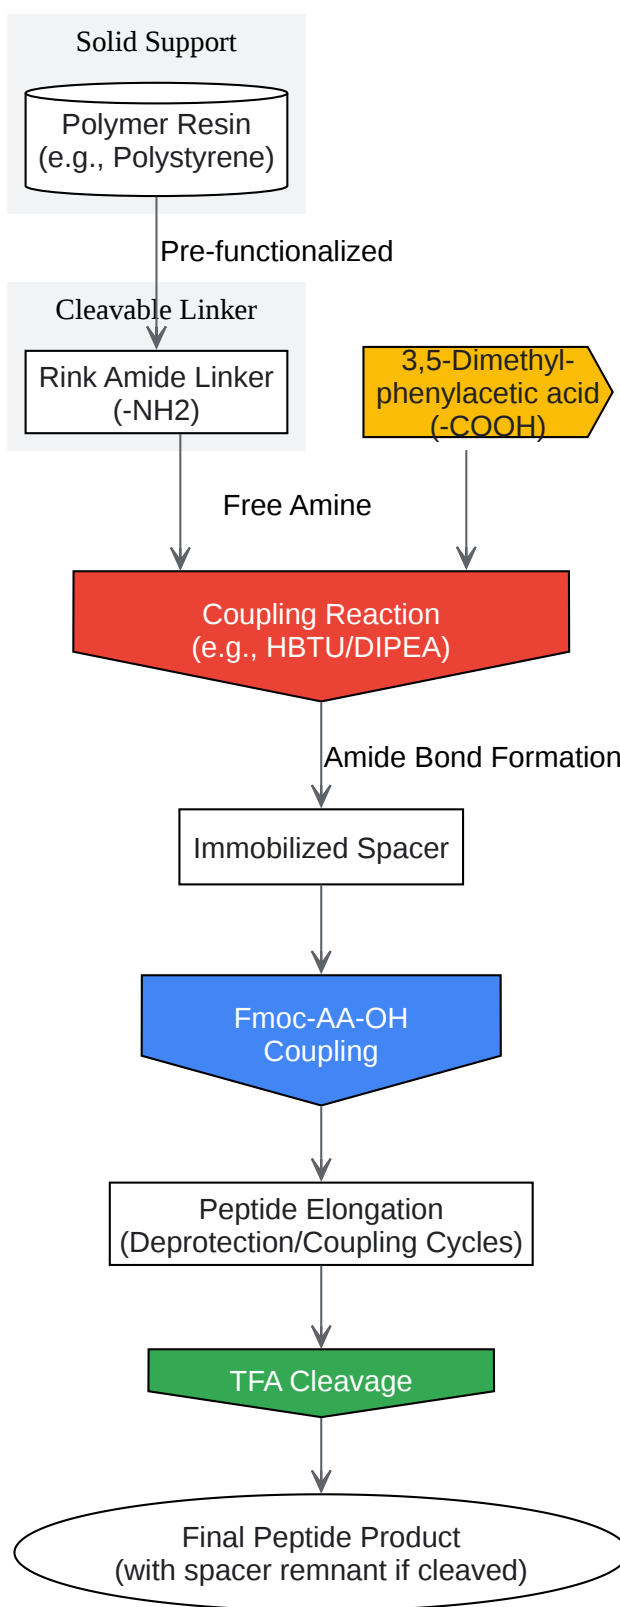 Solid Support
Polymer Resin
(e.g., Polystyrene)
Pre-functionalized
Cleavable Linker
Rink Amide Linker
(-NH2)
3,5-Dimethyl-
phenylacetic acid
(-COOH)
Free Amine
Coupling Reaction
(e.g., HBTU/DIPEA)
Amide Bond Formation
Immobilized Spacer
Fmoc-AA-OH
Coupling
Peptide Elongation
(Deprotection/Coupling Cycles)
TFA Cleavage
Final Peptide Product
(with spacer remnant if cleaved)